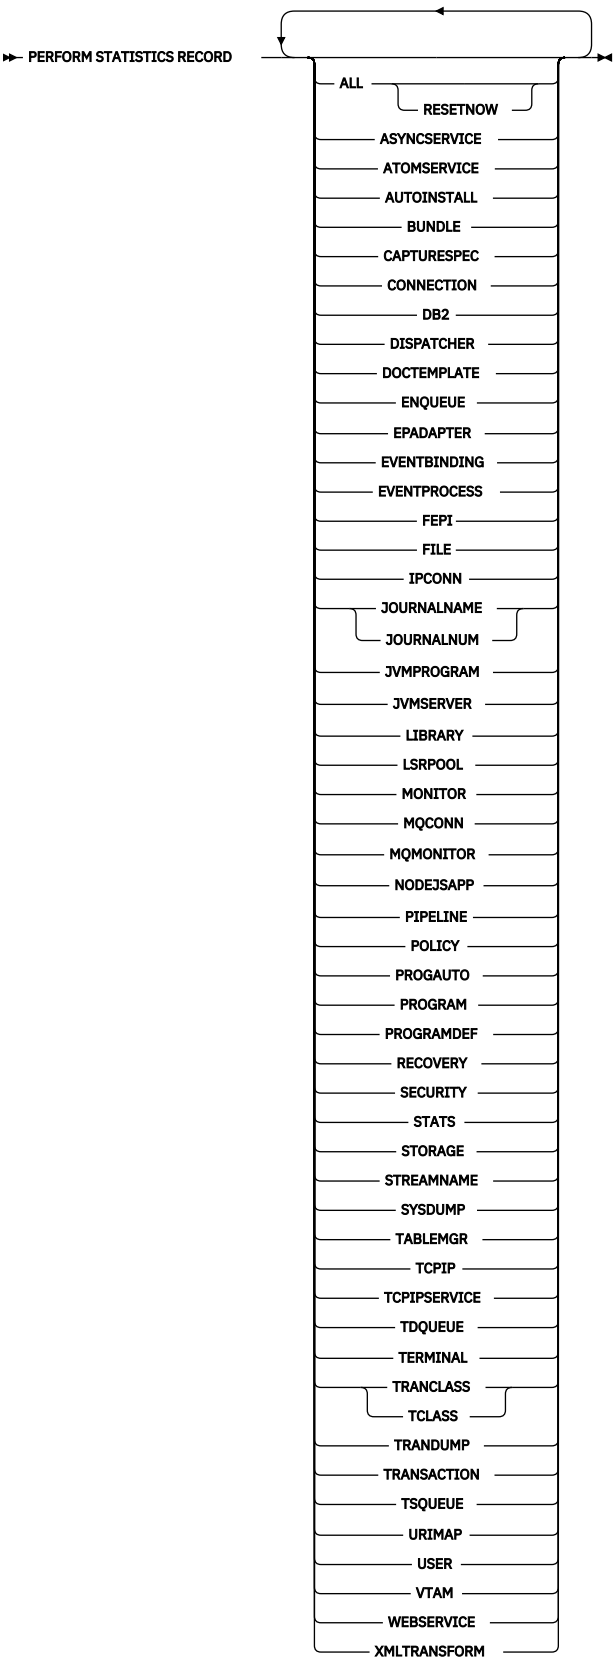 PERFORM STATISTICS RECORD
ALL
RESETNOW
ASYNCSERVICE
ATOMSERVICE
AUTOINSTALL
BUNDLE
CAPTURESPEC
CONNECTION
DB2
DISPATCHER
DOCTEMPLATE
ENQUEUE
EPADAPTER
EVENTBINDING
EVENTPROCESS
FEPI
FILE
IPCONN
JOURNALNAME
JOURNALNUM
JVMPROGRAM
JVMSERVER
LIBRARY
LSRPOOL
MONITOR
MQCONN
MQMONITOR
NODEJSAPP
PIPELINE
POLICY
PROGAUTO
PROGRAM
PROGRAMDEF
RECOVERY
SECURITY
STATS
STORAGE
STREAMNAME
SYSDUMP
TABLEMGR
TCPIP
TCPIPSERVICE
TDQUEUE
TERMINAL
TRANCLASS
TCLASS
TRANDUMP
TRANSACTION
TSQUEUE
URIMAP
USER
VTAM
WEBSERVICE
XMLTRANSFORM